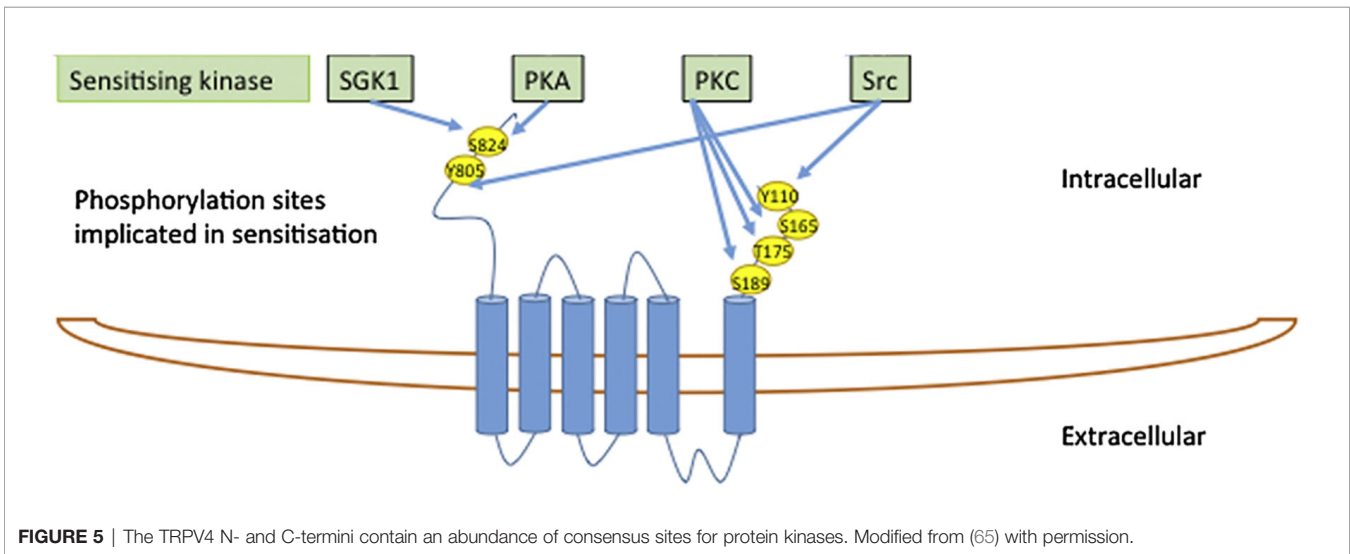 Sensitising kinase SGK1 PKA PKC Src
S824
Y805
Y110
S165
T175
S189
Phosphorylation sites
implicated in sensitisation
Intracellular
Extracellular
FIGURE 5 | The TRPV4 N- and C-termini contain an abundance of consensus sites for protein kinases. Modified from (65) with permission.